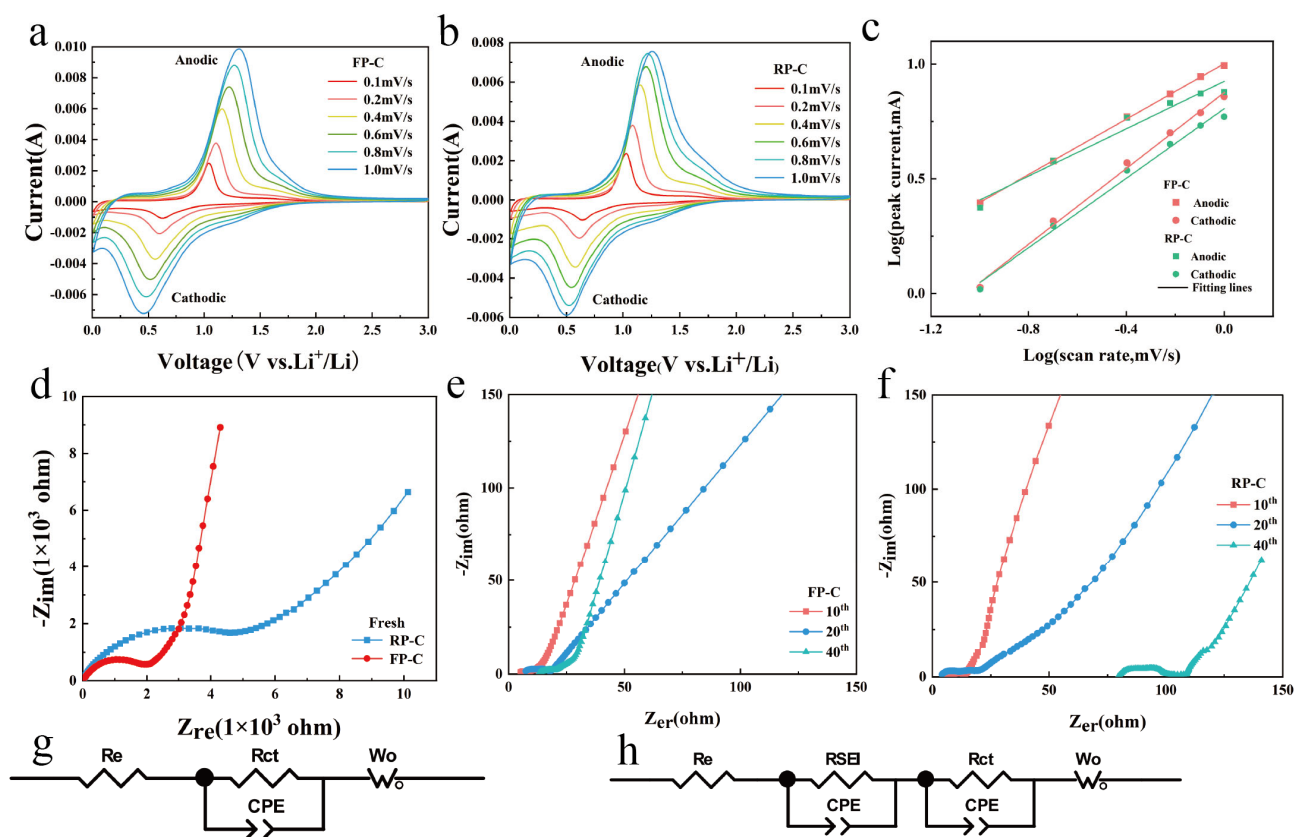 a
0.010
0.008
0.006
0.004
0.002
0.000
-0.002
-0.004
-0.006
Current(A)
Anodic
Cathodic
FP-C
0.1mV/s
0.2mV/s
0.4mV/s
0.6mV/s
0.8mV/s
1.0mV/s
0.0 0.5 1.0 1.5 2.0 2.5 3.0
Voltage(V vs.Li⁺/Li)
b
0.008
0.006
0.004
0.002
0.000
-0.002
-0.004
-0.006
Current(A)
Anodic
Cathodic
RP-C
0.1mV/s
0.2mV/s
0.4mV/s
0.6mV/s
0.8mV/s
1.0mV/s
0.0 0.5 1.0 1.5 2.0 2.5 3.0
Voltage(V vs.Li⁺/Li)
c
1.0
0.5
0.0
Log(peak current,mA)
FP-C
Anodic
Cathodic
RP-C
Anodic
Cathodic
Fitting lines
-1.2 -0.8 -0.4 0.0
Log(scan rate,mV/s)
d
10
8
6
4
2
0
-Zim(1×10³ ohm)
Fresh
RP-C
FP-C
0 2 4 6 8 10
Zre(1×10³ ohm)
e
150
100
50
0
-Zim(ohm)
FP-C
10th
20th
40th
0 50 100 150
Zer(ohm)
f
150
100
50
0
-Zim(ohm)
RP-C
10th
20th
40th
0 50 100 150
Zer(ohm)
g
Re Rct Wo
CPE
h
Re RSEI Rct Wo
CPE CPE